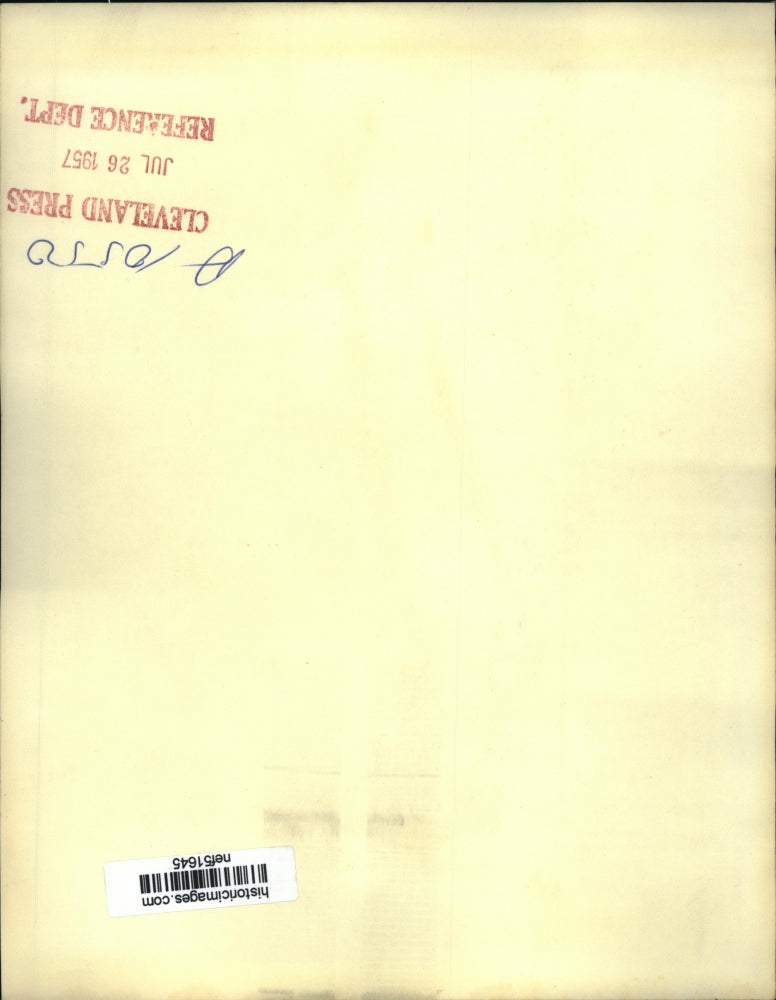 historicimages.com
nef51645
CLEVELAND PRESS
JUL 26 1957
REFERENCE DEPT.